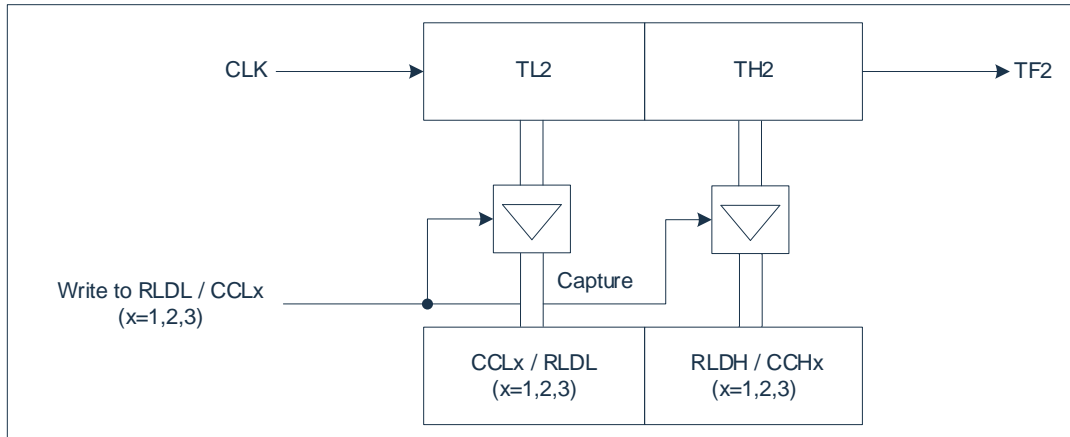 CLK
TL2
TH2
TF2
Capture
Write to RLDL / CCLx
(x=1,2,3)
CCLx / RLDL
(x=1,2,3)
RLDH / CCHx
(x=1,2,3)